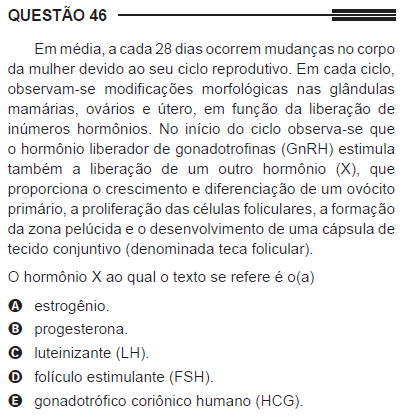 QUESTÃO 46
Em média, a cada 28 dias ocorrem mudanças no corpo
da mulher devido ao seu ciclo reprodutivo. Em cada ciclo,
observam-se modificações morfológicas nas glândulas
mamárias, ovários e útero, em função da liberação de
inúmeros hormônios. No início do ciclo observa-se que
o hormônio liberador de gonadotrofinas (GnRH) estimula
também a liberação de um outro hormônio (X), que
proporciona o crescimento e diferenciação de um ovócito
primário, a proliferação das células foliculares, a formação
da zona pelúcida e o desenvolvimento de uma cápsula de
tecido conjuntivo (denominada teca folicular).
O hormônio X ao qual o texto se refere é o(a)
A estrogênio.
B progesterona.
C luteinizante (LH).
D folículo estimulante (FSH).
E gonadotrófico coriônico humano (HCG).